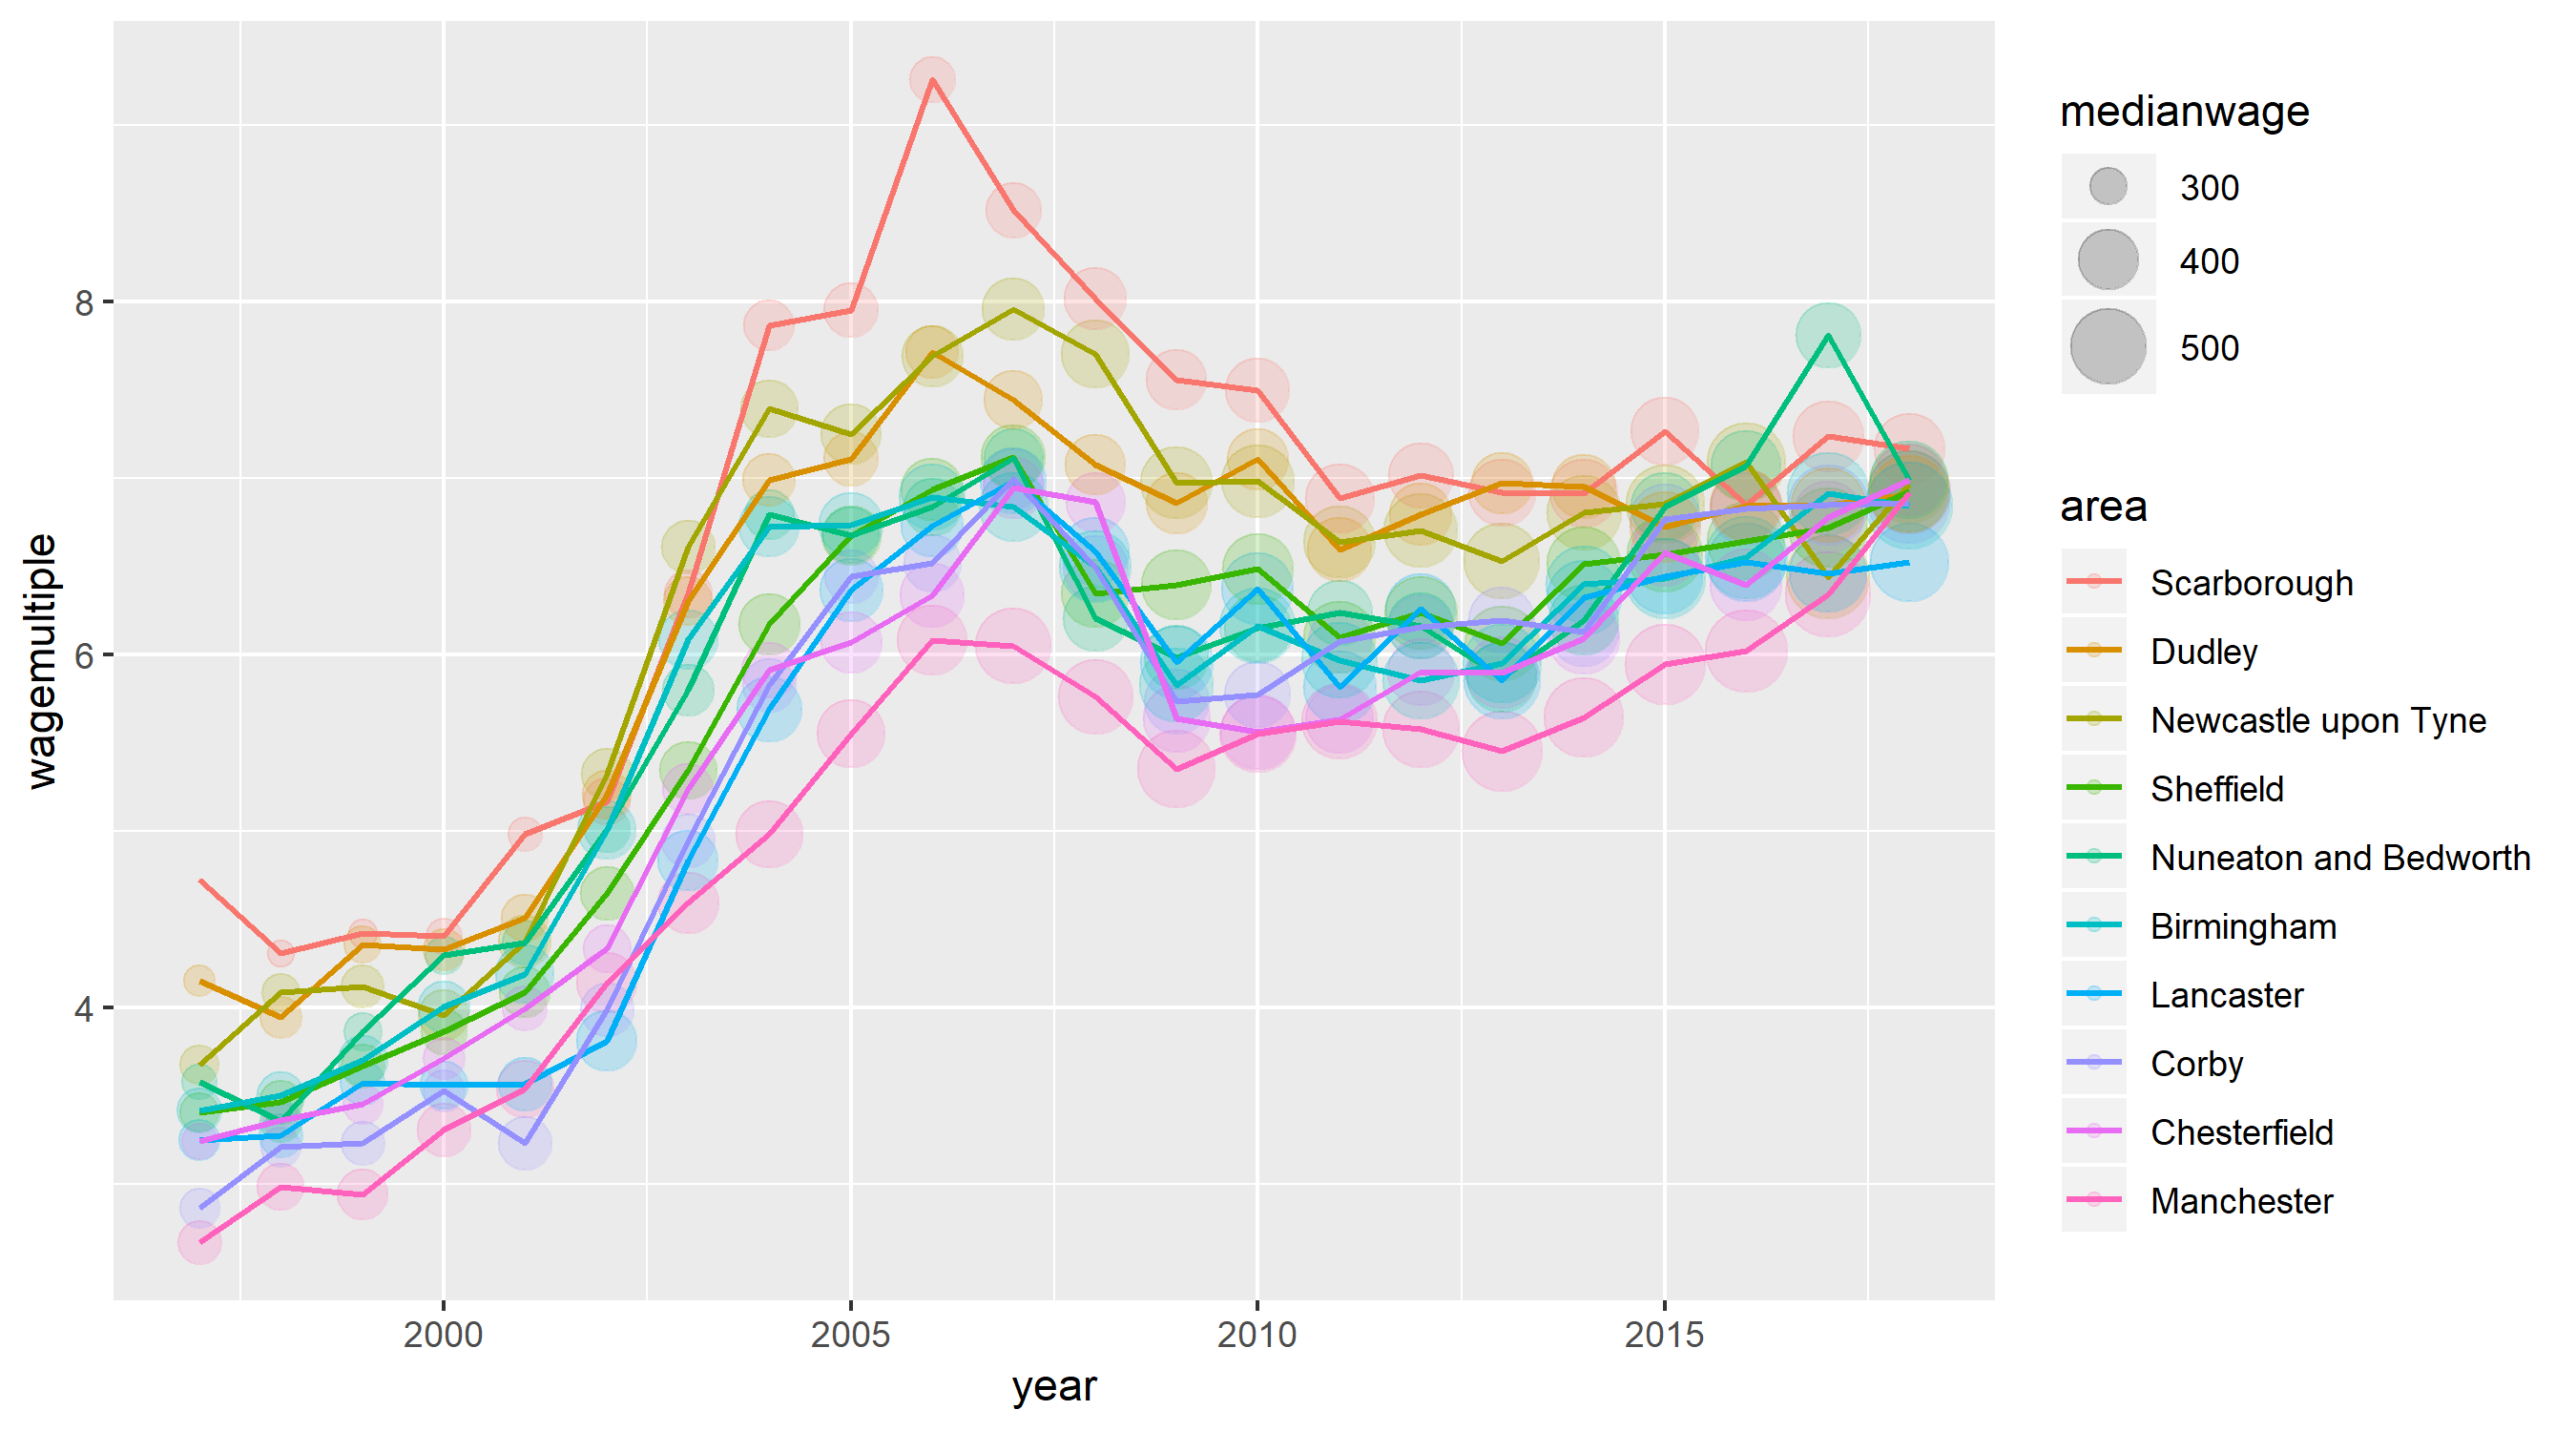 wagemultiple
8
6
4
2000
2005
2010
2015
year
medianwage
300
400
500
area
Scarborough
Dudley
Newcastle upon Tyne
Sheffield
Nuneaton and Bedworth
Birmingham
Lancaster
Corby
Chesterfield
Manchester